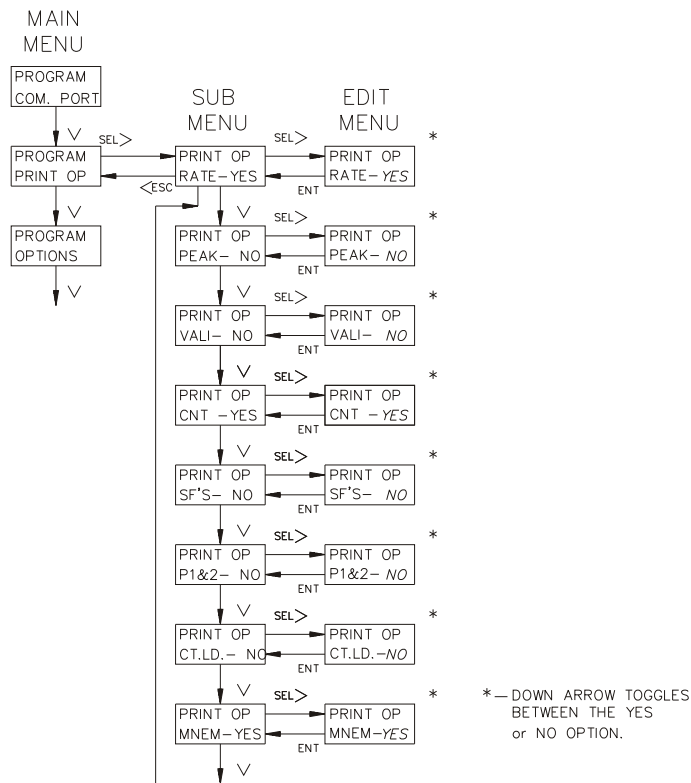 MAIN
MENU
PROGRAM
COM. PORT
SUB
MENU
EDIT
MENU
∨
SEL>
SEL>
*
PROGRAM
PRINT OP
PRINT OP
RATE-YES
PRINT OP
RATE-YES
<ESC
ENT
∨
∨
SEL>
*
PROGRAM
OPTIONS
PRINT OP
PEAK- NO
PRINT OP
PEAK- NO
ENT
∨
∨
SEL>
*
PRINT OP
VALI- NO
PRINT OP
VALI- NO
ENT
∨
SEL>
*
PRINT OP
CNT -YES
PRINT OP
CNT -YES
ENT
∨
SEL>
*
PRINT OP
SF'S- NO
PRINT OP
SF'S- NO
ENT
∨
SEL>
*
PRINT OP
P1&2- NO
PRINT OP
P1&2- NO
ENT
∨
SEL>
*
PRINT OP
CT.LD.- NO
PRINT OP
CT.LD.-NO
ENT
∨
SEL>
*
PRINT OP
MNEM-YES
PRINT OP
MNEM-YES
ENT
∨
*-DOWN ARROW TOGGLES
BETWEEN THE YES
or NO OPTION.